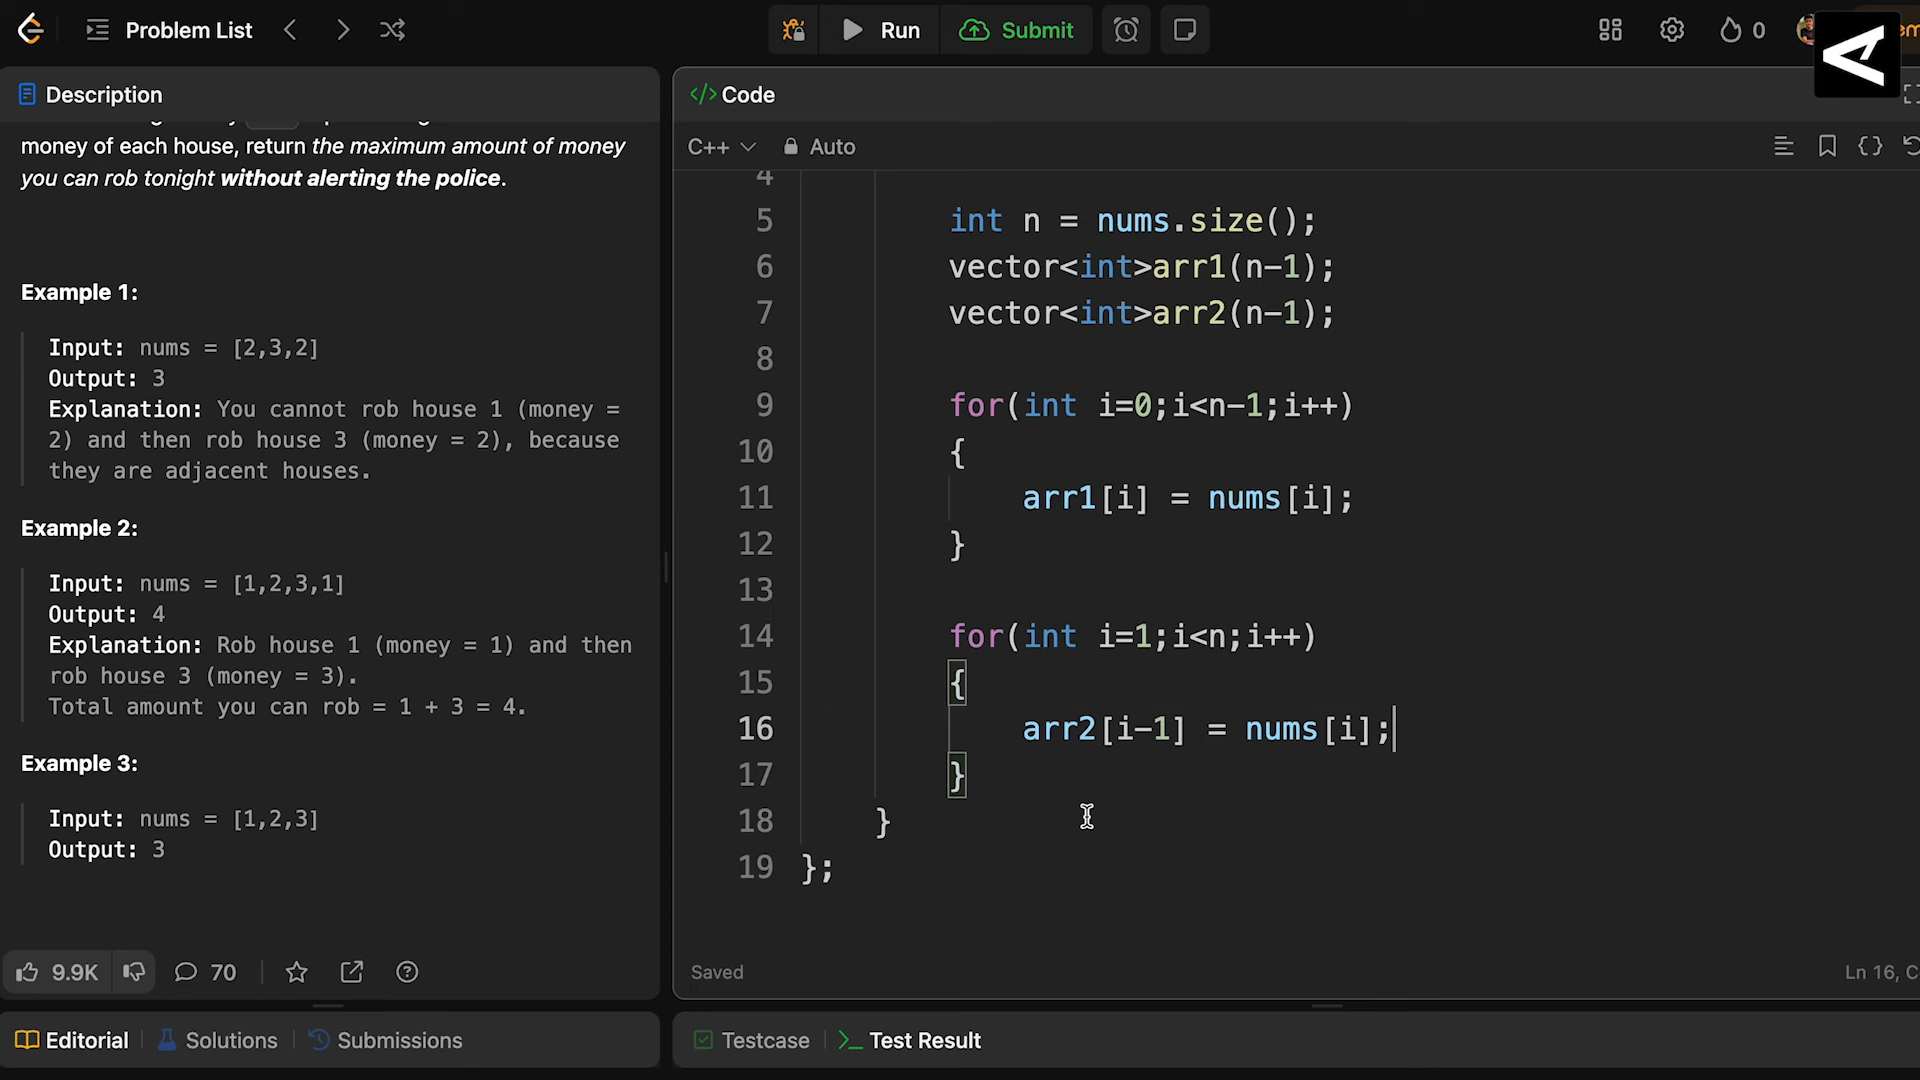 Problem List
Run
Submit
0
Description
money of each house, return the maximum amount of money
you can rob tonight without alerting the police.
Example 1:
Input: nums = [2,3,2]
Output: 3
Explanation: You cannot rob house 1 (money =
2) and then rob house 3 (money = 2), because
they are adjacent houses.
Example 2:
Input: nums = [1,2,3,1]
Output: 4
Explanation: Rob house 1 (money = 1) and then
rob house 3 (money = 3).
Total amount you can rob = 1 + 3 = 4.
Example 3:
Input: nums = [1,2,3]
Output: 3
9.9K
70
Editorial
Solutions
Submissions
</> Code
C++
Auto
4
5 int n = nums.size();
6 vector<int>arr1(n-1);
7 vector<int>arr2(n-1);
8
9 for(int i=0;i<n-1;i++)
10 {
11 arr1[i] = nums[i];
12 }
13
14 for(int i=1;i<n;i++)
15 {
16 arr2[i-1] = nums[i];
17 }
18 }
19 };
Saved
Ln 16, C
Testcase
Test Result